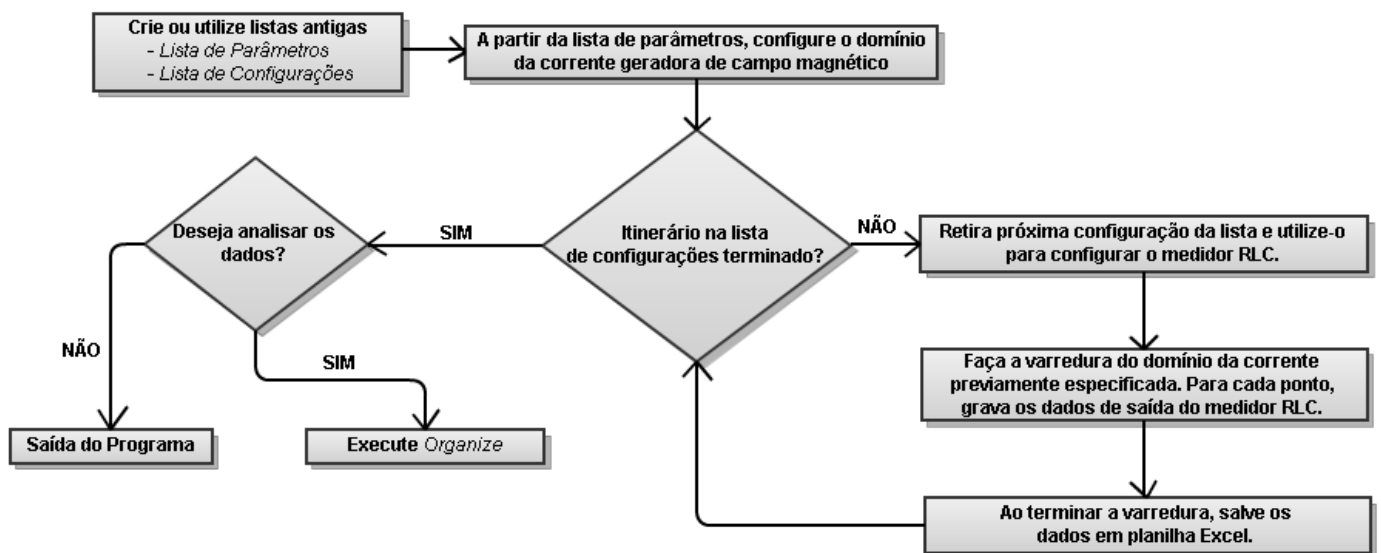 Crie ou utilize listas antigas
- Lista de Parâmetros
- Lista de Configurações
A partir da lista de parâmetros, configure o domínio
da corrente geradora de campo magnético
Itinerário na lista
de configurações terminado?
NÃO
Retira próxima configuração da lista e utilize-o
para configurar o medidor RLC.
Faça a varredura do domínio da corrente
previamente especificada. Para cada ponto,
grava os dados de saída do medidor RLC.
Ao terminar a varredura, salve os
dados em planilha Excel.
SIM
Deseja analisar os
dados?
NÃO
SIM
Saída do Programa
Execute Organize